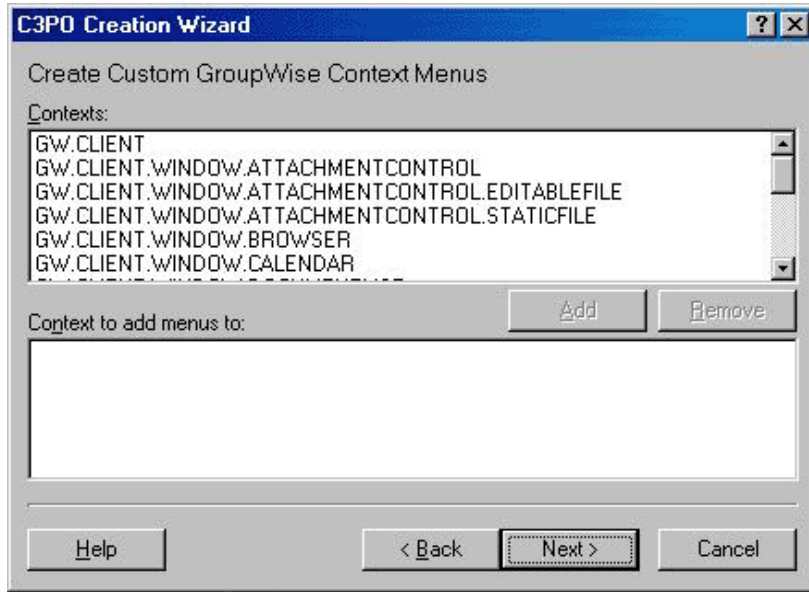 C3PO Creation Wizard
Create Custom GroupWise Context Menus
Contexts:
GW.CLIENT
GW.CLIENT.WINDOW.ATTACHMENTCONTROL
GW.CLIENT.WINDOW.ATTACHMENTCONTROL.EDITABLEFILE
GW.CLIENT.WINDOW.ATTACHMENTCONTROL.STATICFILE
GW.CLIENT.WINDOW.BROWSER
GW.CLIENT.WINDOW.CALENDAR
Add Remove
Context to add menus to:
Help < Back Next > Cancel